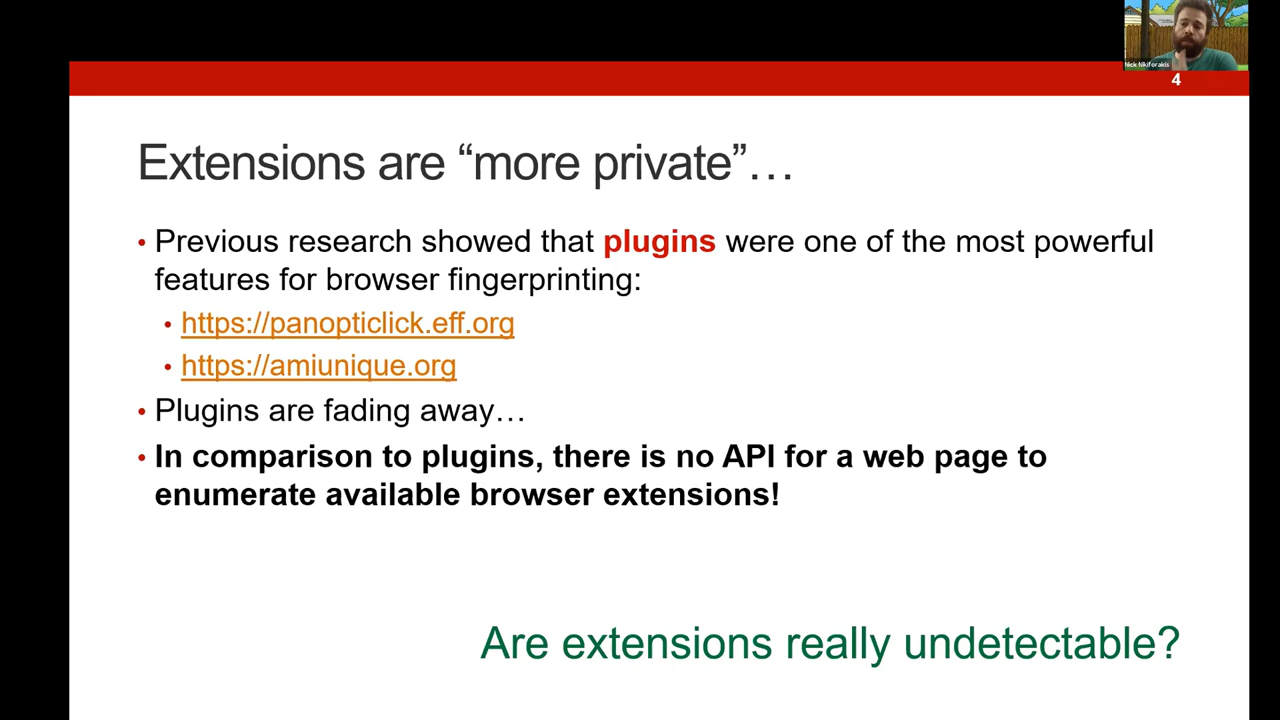 Nick Nikiforakis
4
Extensions are “more private”…
• Previous research showed that plugins were one of the most powerful
features for browser fingerprinting:
• https://panopticlick.eff.org
• https://amiunique.org
• Plugins are fading away…
• In comparison to plugins, there is no API for a web page to
enumerate available browser extensions!
Are extensions really undetectable?